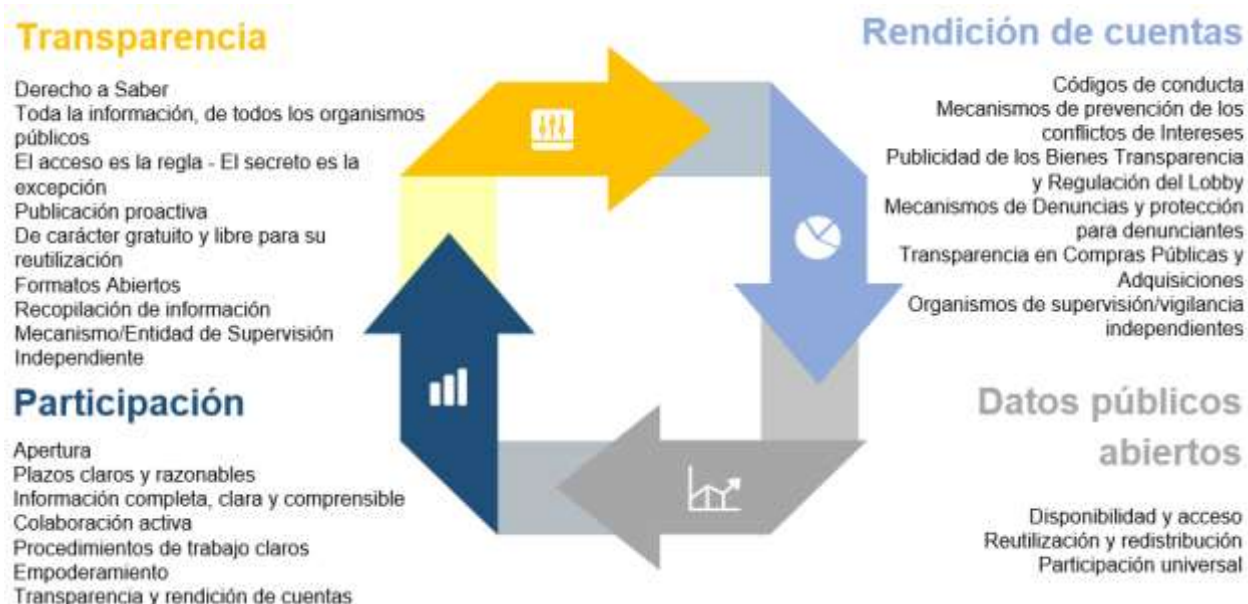 Transparencia
Derecho a Saber
Toda la información, de todos los organismos
públicos
El acceso es la regla - El secreto es la
excepción
Publicación proactiva
De carácter gratuito y libre para su
reutilización
Formatos Abiertos
Recopilación de información
Mecanismo/Entidad de Supervisión
Independiente
Rendición de cuentas
Códigos de conducta
Mecanismos de prevención de los
conflictos de Intereses
Publicidad de los Bienes Transparencia
y Regulación del Lobby
Mecanismos de Denuncias y protección
para denunciantes
Transparencia en Compras Públicas y
Adquisiciones
Organismos de supervisión/vigilancia
independientes
Participación
Apertura
Plazos claros y razonables
Información completa, clara y comprensible
Colaboración activa
Procedimientos de trabajo claros
Empoderamiento
Transparencia y rendición de cuentas
Datos públicos
abiertos
Disponibilidad y acceso
Reutilización y redistribución
Participación universal